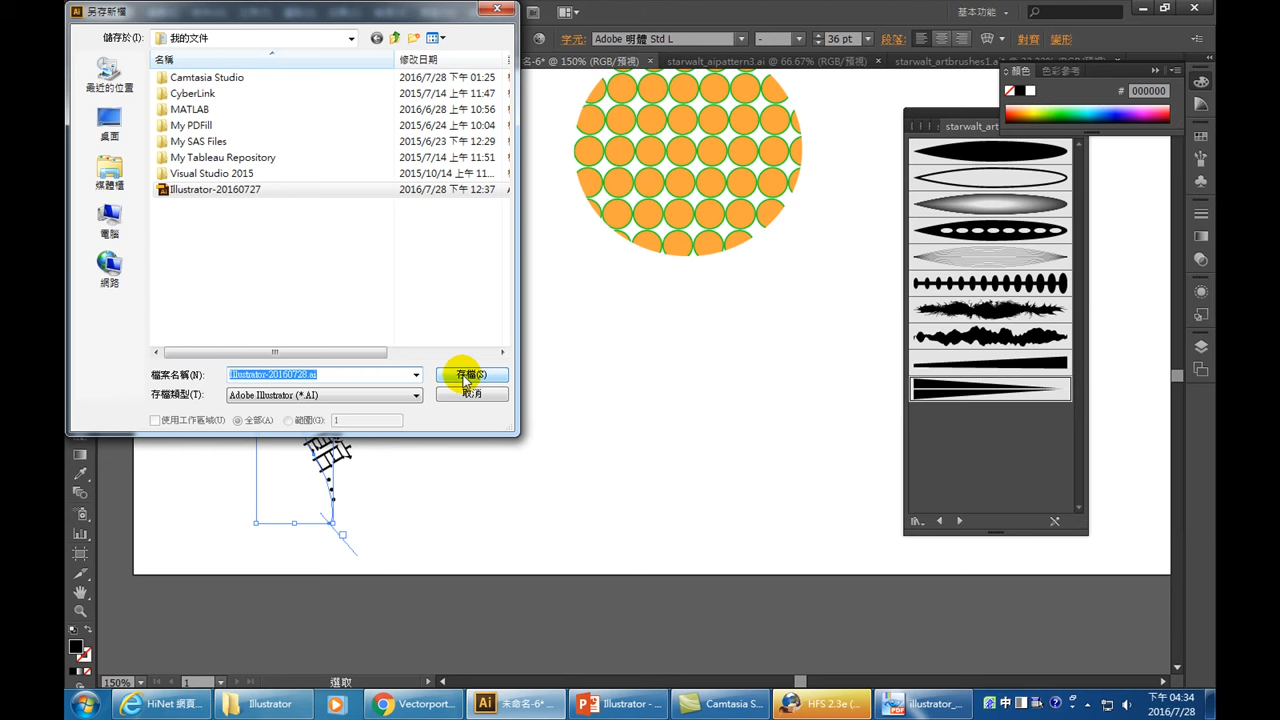 另存新檔
儲存於(I):
我的文件
名稱
修改日期
Camtasia Studio
2016/7/28 下午 01:25
CyberLink
2015/7/14 上午 11:47
MATLAB
2016/6/28 上午 10:56
My PDFill
2015/6/24 上午 10:04
My SAS Files
2015/6/23 下午 12:29
My Tableau Repository
2015/7/14 上午 11:51
Visual Studio 2015
2015/10/14 上午 11...
Illustrator-20160727
2016/7/28 下午 12:37
最近的位置
桌面
媒體櫃
電腦
網路
檔案名稱(N):
Illustrator-20160728.ai
存檔(S)
存檔類型(T):
Adobe Illustrator (*.AI)
取消
使用工作區域(U)
全部(A)
範圍(G):
1
Br
基本功能
字元:
Adobe 明體 Std L
-
36 pt
段落:
對齊
變形
名-6* @ 150% (RGB/預視)
starwalt_aipattern3.ai @ 66.67% (RGB/預視)
starwalt_artbrushes1.a
顏色
色彩參考
#
000000
starwalt_art
150%
1
選取
HiNet 網頁...
Illustrator
Vectorport...
未命名-6* ...
Illustrator - ...
Camtasia S...
HFS 2.3e (...
illustrator_...
中
下午 04:34
2016/7/28